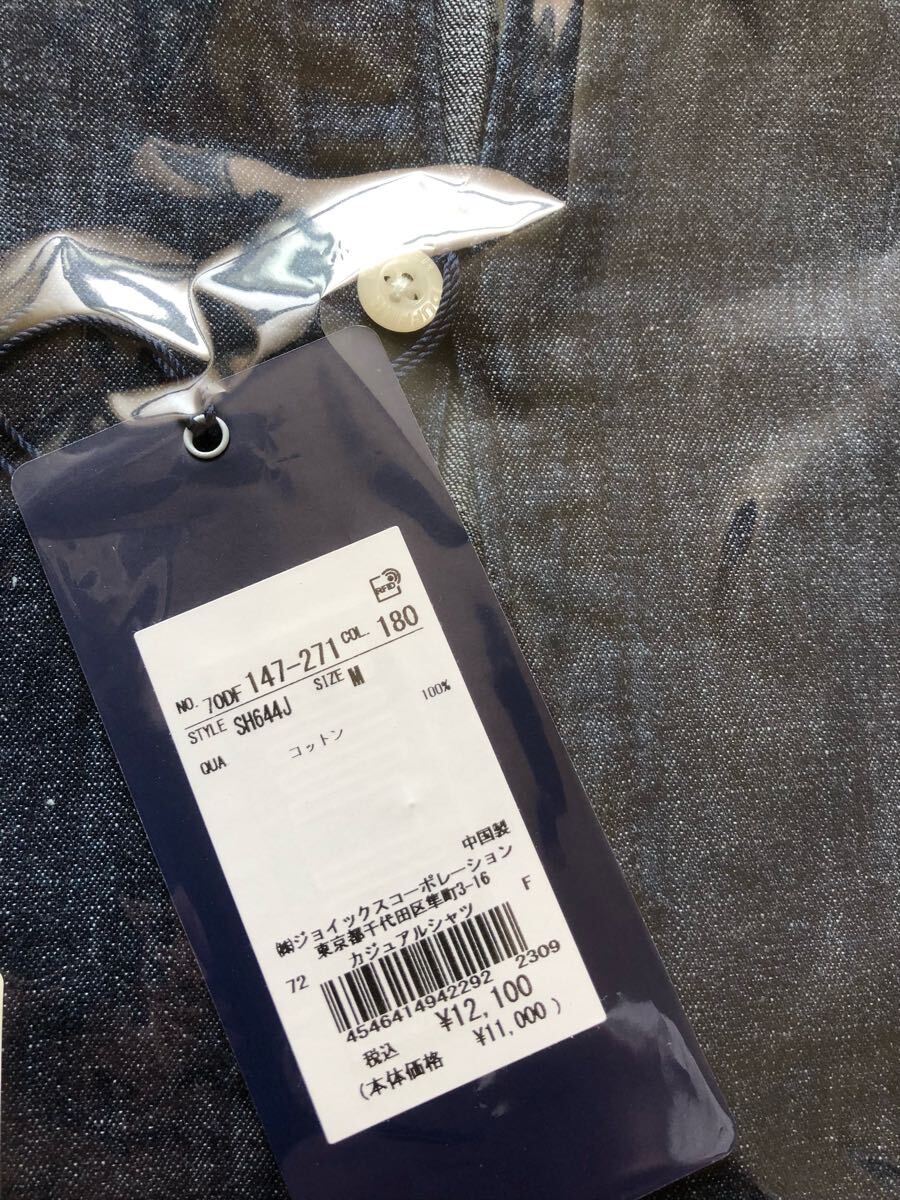 RFID
NO. 70DF 147-271 COL. 180
STYLE SH644J SIZE M
QUA コットン 100%
中国製
㈱ジョイックスコーポレーション
東京都千代田区隼町3-16 F
カジュアルシャツ
72 2309
4546414942292
税込 ¥12,100
(本体価格 ¥11,000)